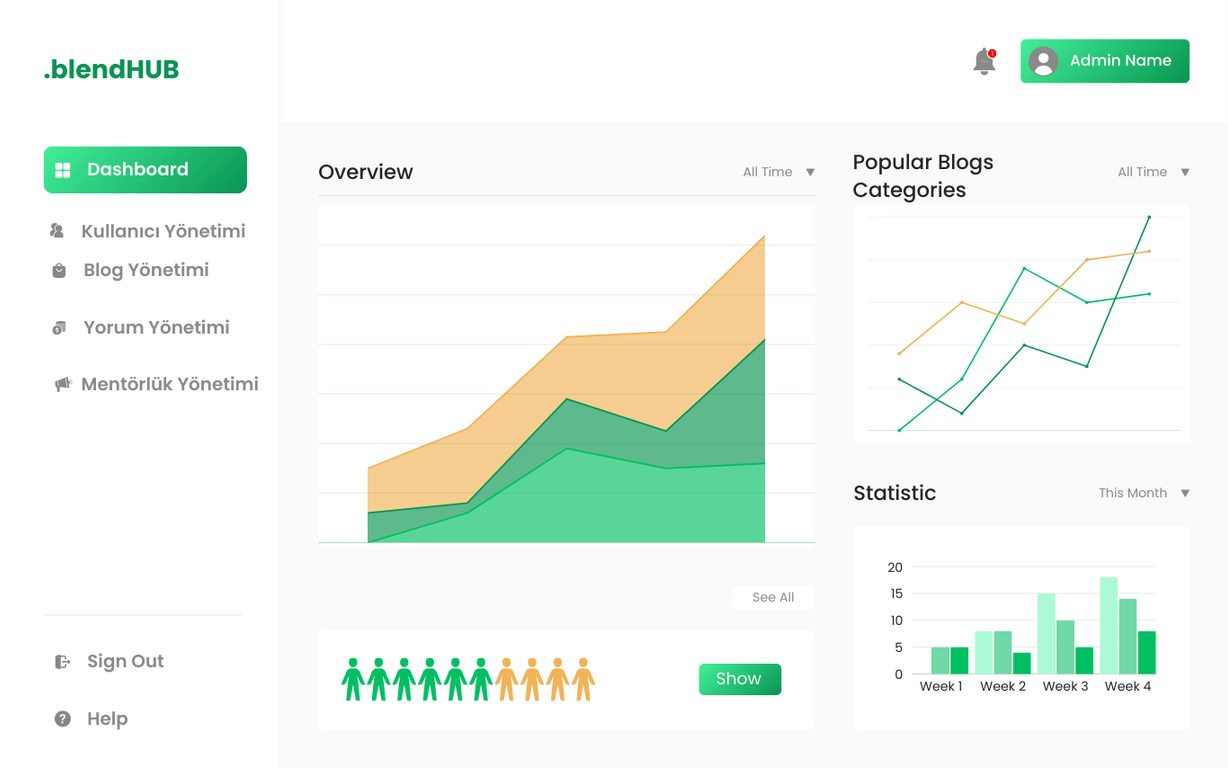 .blendHUB
Admin Name
Dashboard
Kullanıcı Yönetimi
Blog Yönetimi
Yorum Yönetimi
Mentörlük Yönetimi
Sign Out
Help
Overview
All Time
See All
Show
Popular Blogs
Categories
All Time
Statistic
This Month
20
15
10
5
0
Week 1 Week 2 Week 3 Week 4